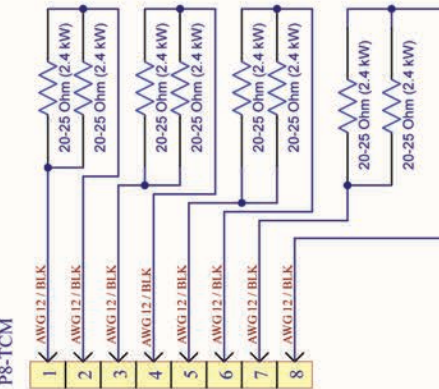 20-25 Ohm (2.4 kW)
20-25 Ohm (2.4 kW)
20-25 Ohm (2.4 kW)
20-25 Ohm (2.4 kW)
20-25 Ohm (2.4 kW)
20-25 Ohm (2.4 kW)
20-25 Ohm (2.4 kW)
20-25 Ohm (2.4 kW)
AWG 12 / BLK
AWG 12 / BLK
AWG 12 / BLK
AWG 12 / BLK
AWG 12 / BLK
AWG 12 / BLK
AWG 12 / BLK
AWG 12 / BLK
P8-TCM
1
2
3
4
5
6
7
8